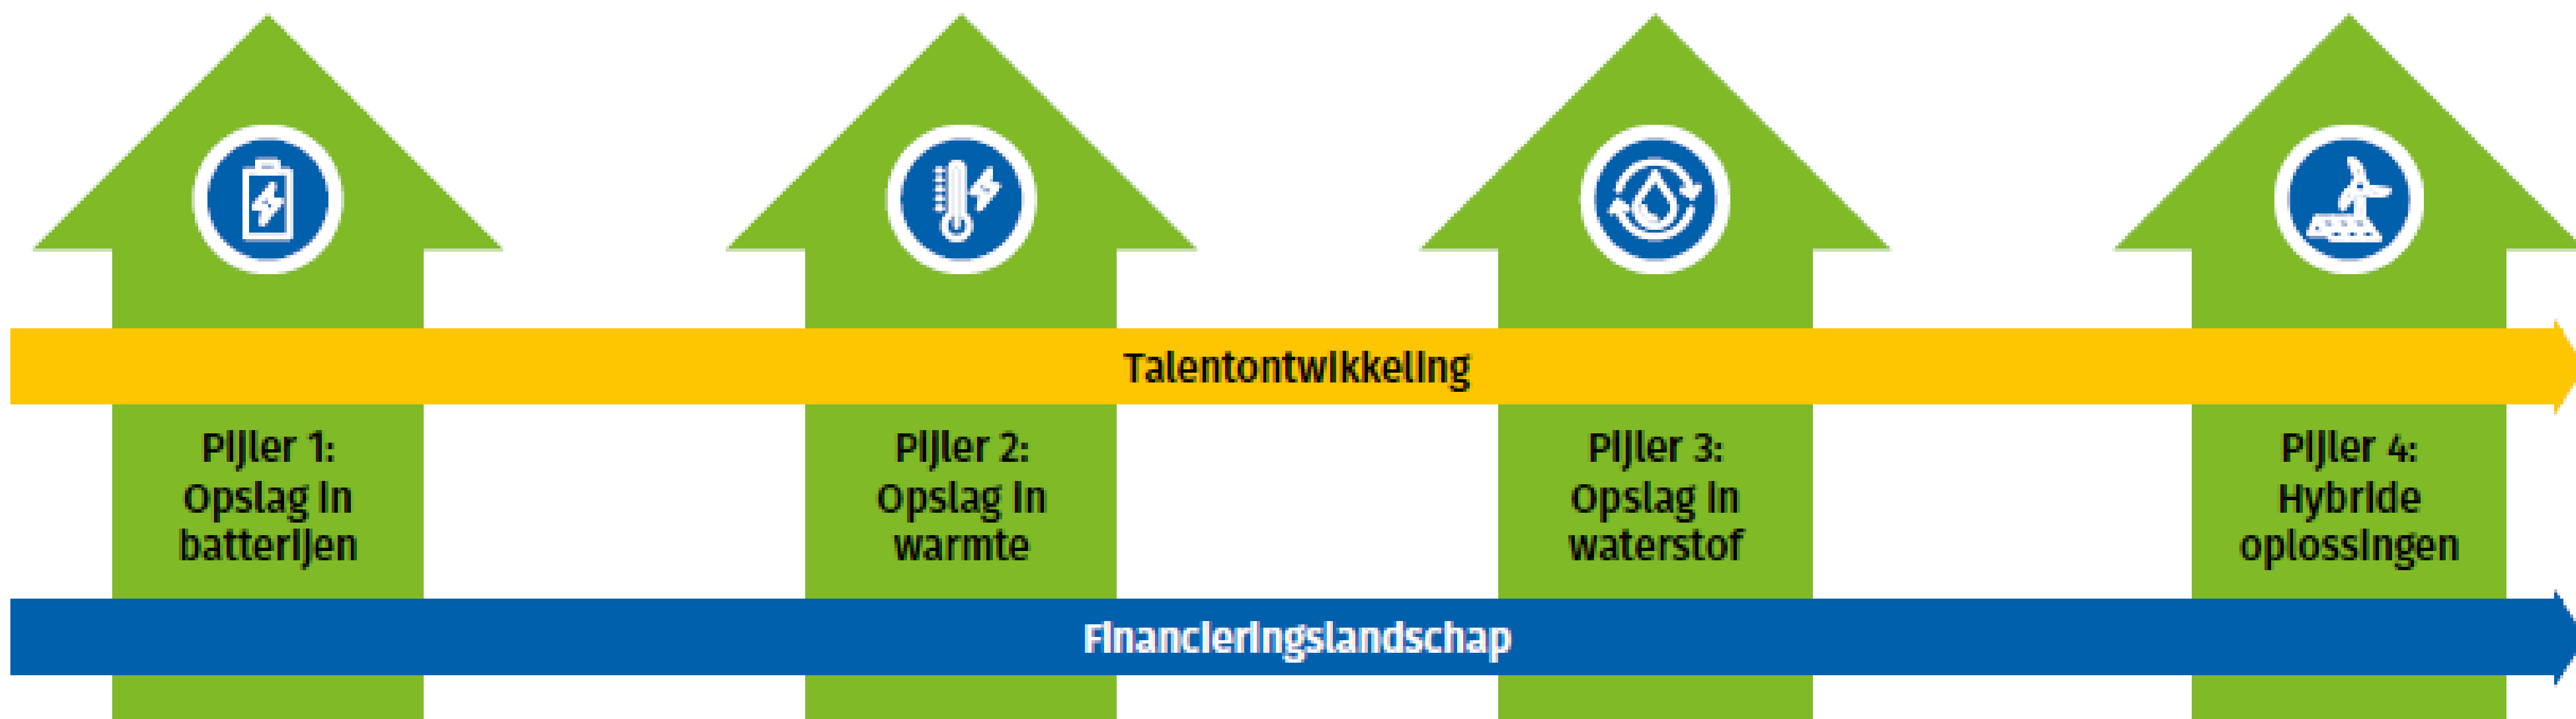 Talentontwikkeling
Pijler 1:
Opslag in
batterijen
Pijler 2:
Opslag in
warmte
Pijler 3:
Opslag in
waterstof
Pijler 4:
Hybride
oplossingen
Financieringslandschap